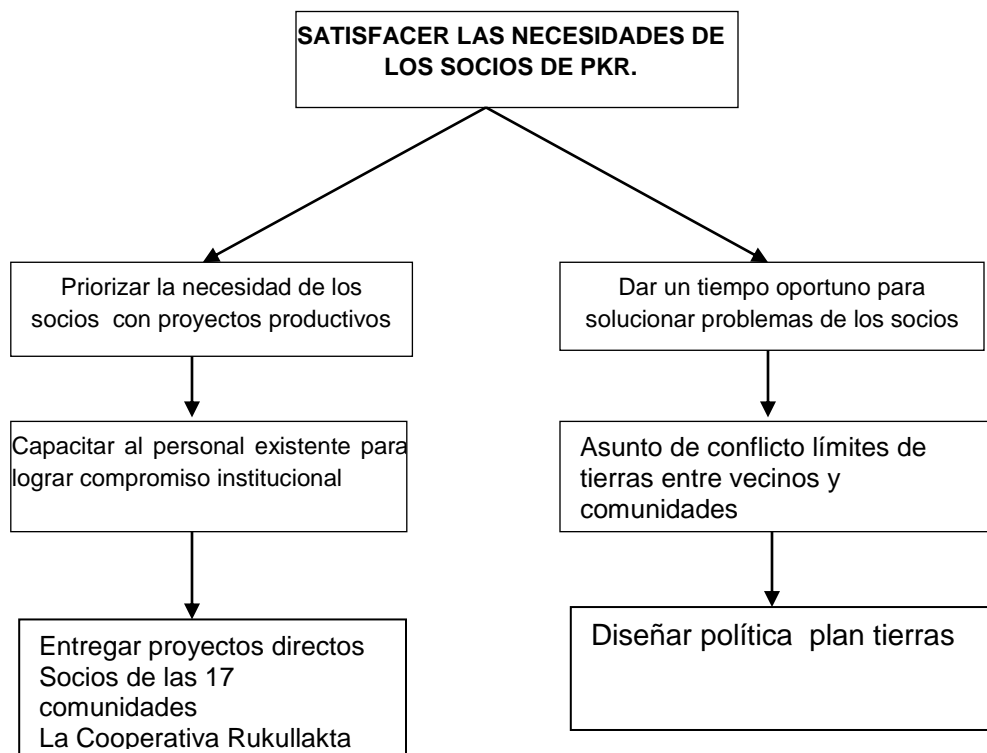 SATISFACER LAS NECESIDADES DE
LOS SOCIOS DE PKR.
Priorizar la necesidad de los
socios con proyectos productivos
Dar un tiempo oportuno para
solucionar problemas de los socios
Capacitar al personal existente para
lograr compromiso institucional
Asunto de conflicto límites de
tierras entre vecinos y
comunidades
Entregar proyectos directos
Socios de las 17
comunidades
La Cooperativa Rukullakta
Diseñar política plan tierras